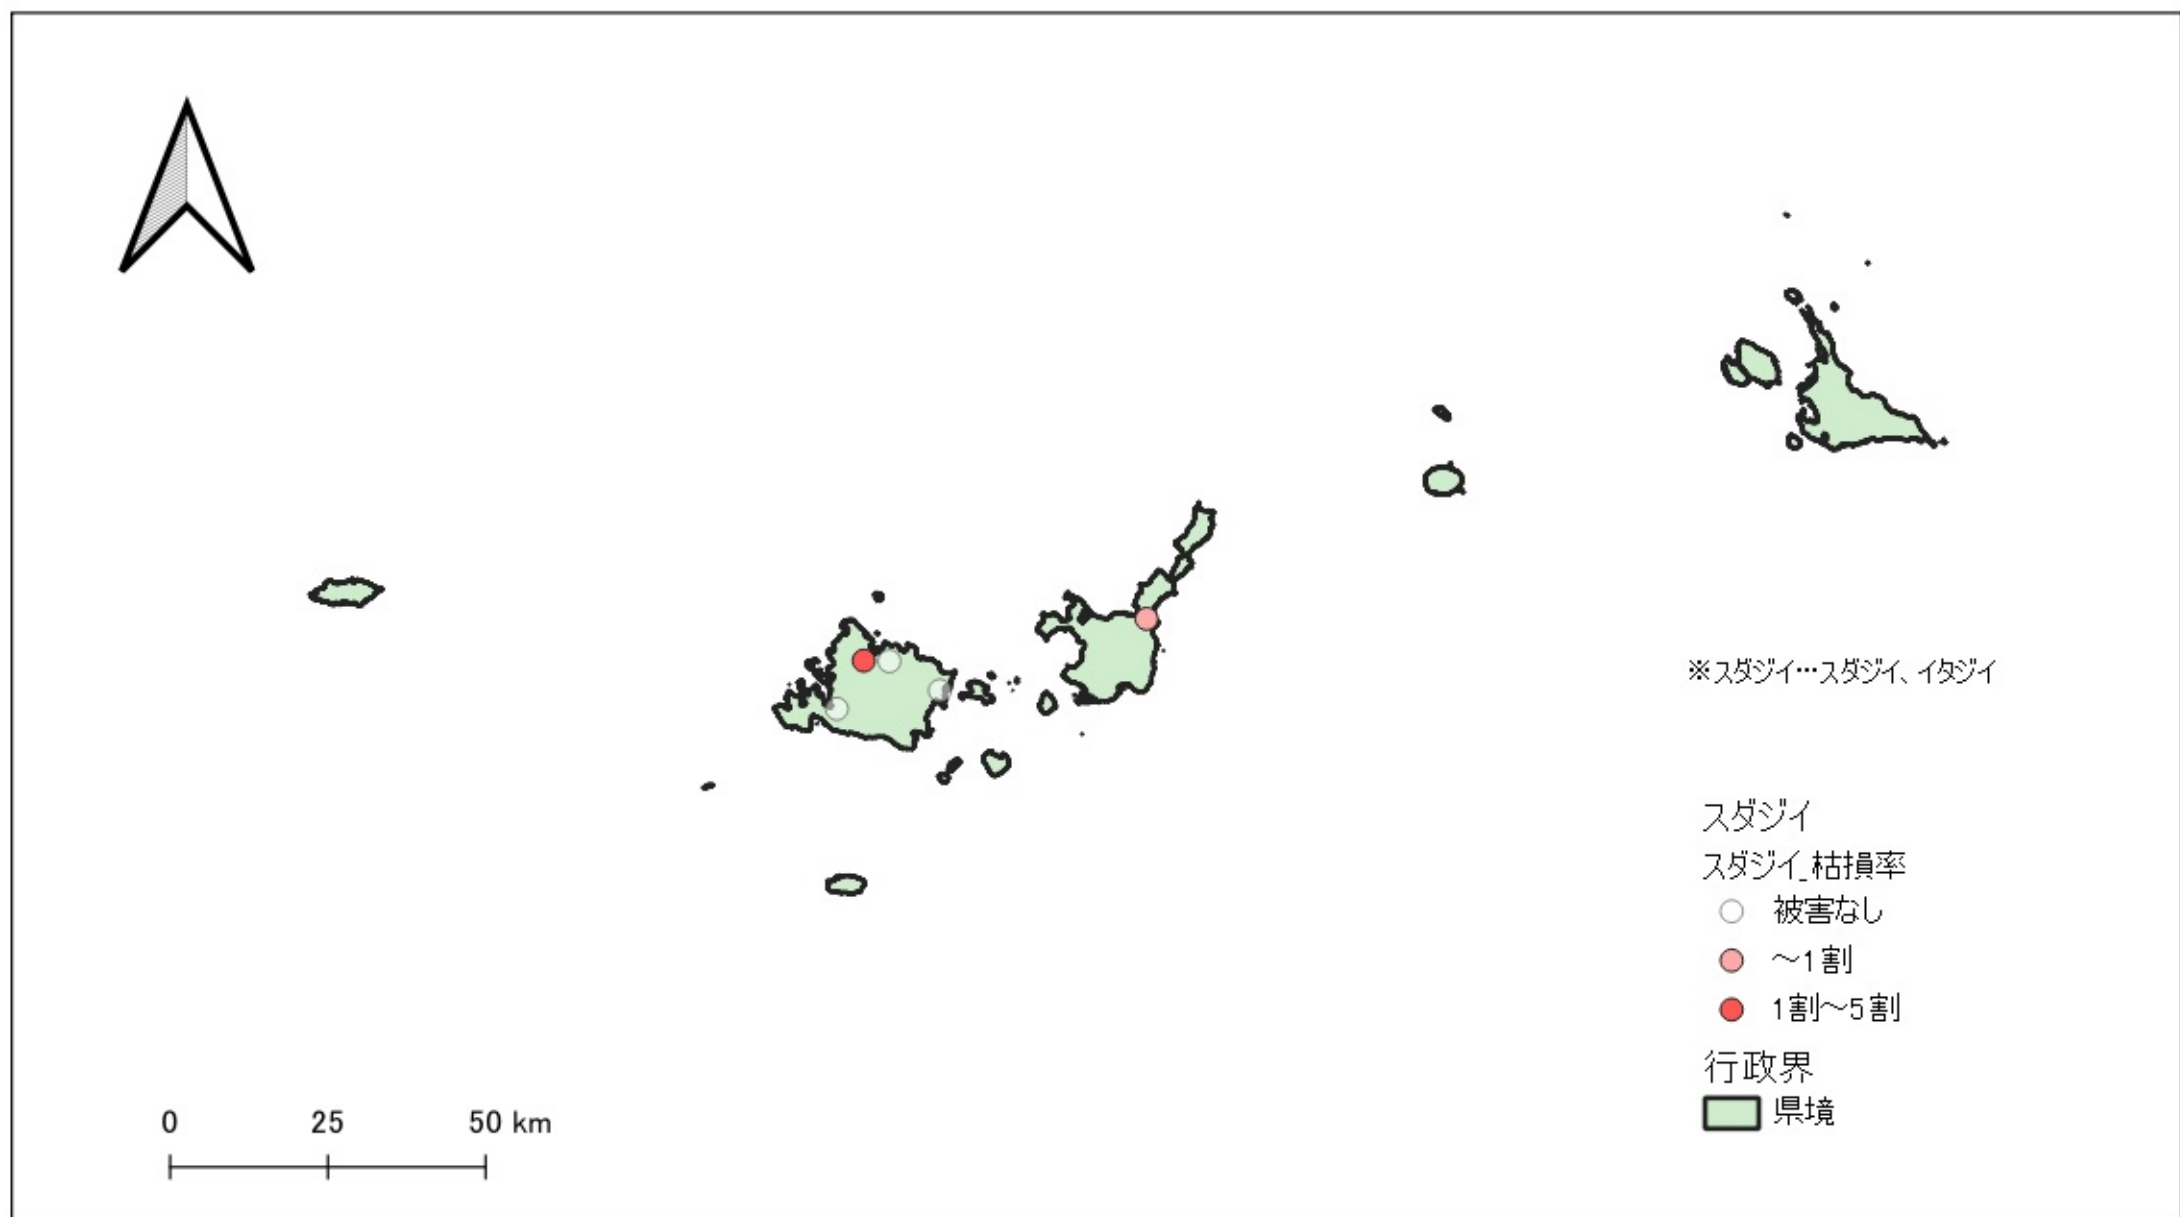 ※スダジイ…スダジイ、イタジイ
スダジイ
スダジイ_枯損率
被害なし
～1割
1割～5割
行政界
県境
0 25 50 km